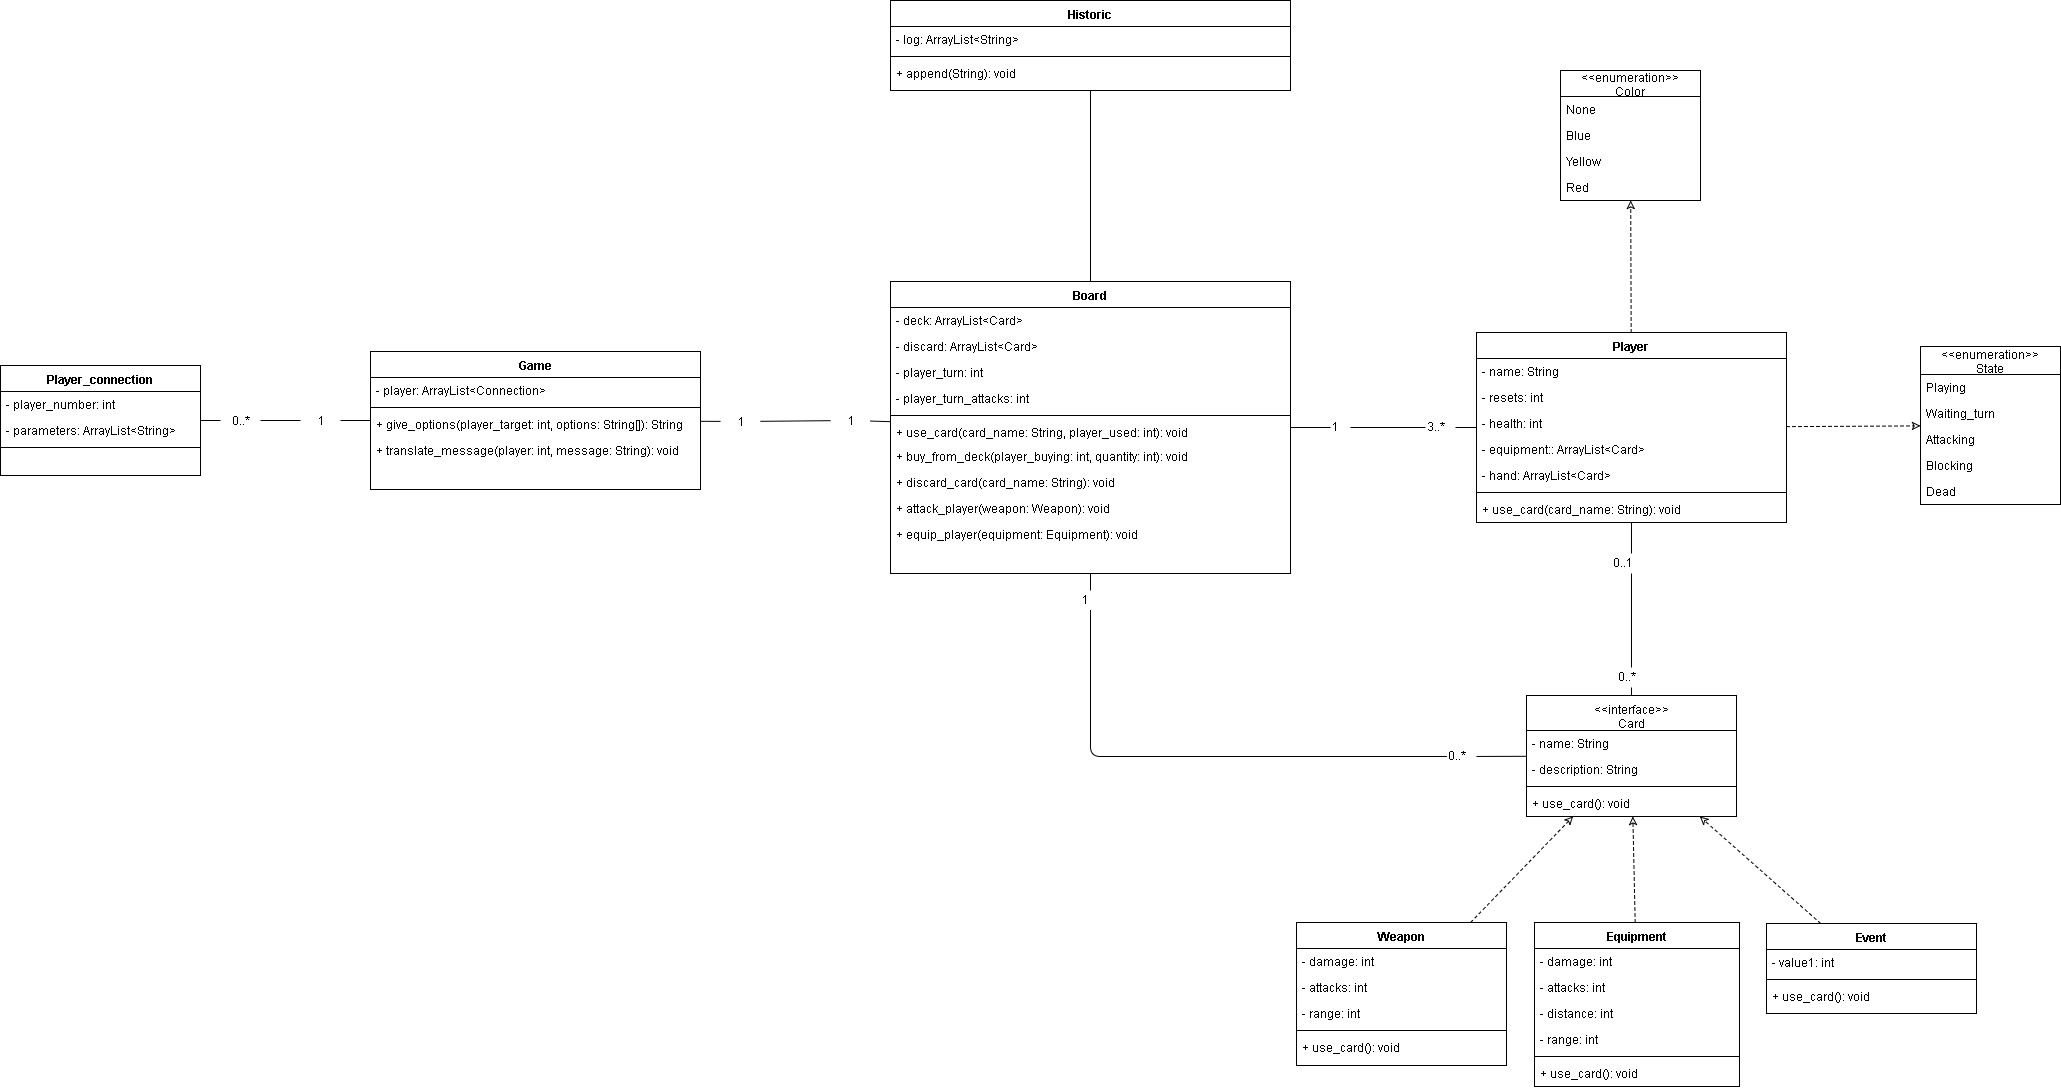 Historic
- log: ArrayList<String>
+ append(String): void
<<enumeration>>
Color
None
Blue
Yellow
Red
Player_connection
- player_number: int
- parameters: ArrayList<String>
0..*
1
Game
- player: ArrayList<Connection>
+ give_options(player_target: int, options: String[]): String
+ translate_message(player: int, message: String): void
1
1
Board
- deck: ArrayList<Card>
- discard: ArrayList<Card>
- player_turn: int
- player_turn_attacks: int
+ use_card(card_name: String, player_used: int): void
+ buy_from_deck(player_buying: int, quantity: int): void
+ discard_card(card_name: String): void
+ attack_player(weapon: Weapon): void
+ equip_player(equipment: Equipment): void
1
3..*
Player
- name: String
- resets: int
- health: int
- equipment:: ArrayList<Card>
- hand: ArrayList<Card>
+ use_card(card_name: String): void
<<enumeration>>
State
Playing
Waiting_turn
Attacking
Blocking
Dead
0..1
0..*
1
0..*
<<interface>>
Card
- name: String
- description: String
+ use_card(): void
Weapon
- damage: int
- attacks: int
- range: int
+ use_card(): void
Equipment
- damage: int
- attacks: int
- distance: int
- range: int
+ use_card(): void
Event
- value1: int
+ use_card(): void